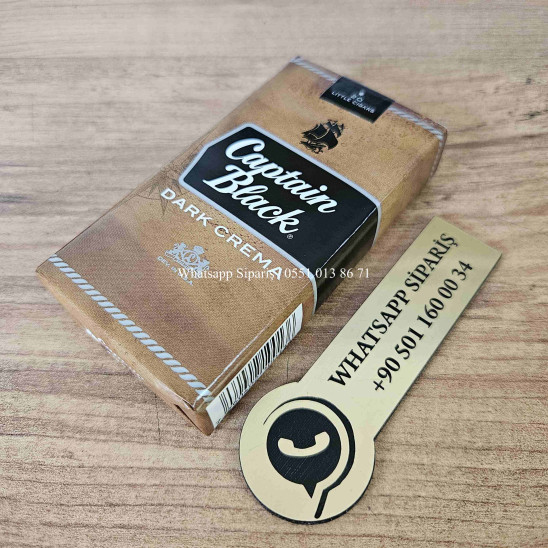 20
LITTLE CIGARS
Captain
Black®
DARK CREMA
Whatsapp Sipariş 0551 013 86 71
WHATSAPP SİPARİŞ
+90 501 160 00 34